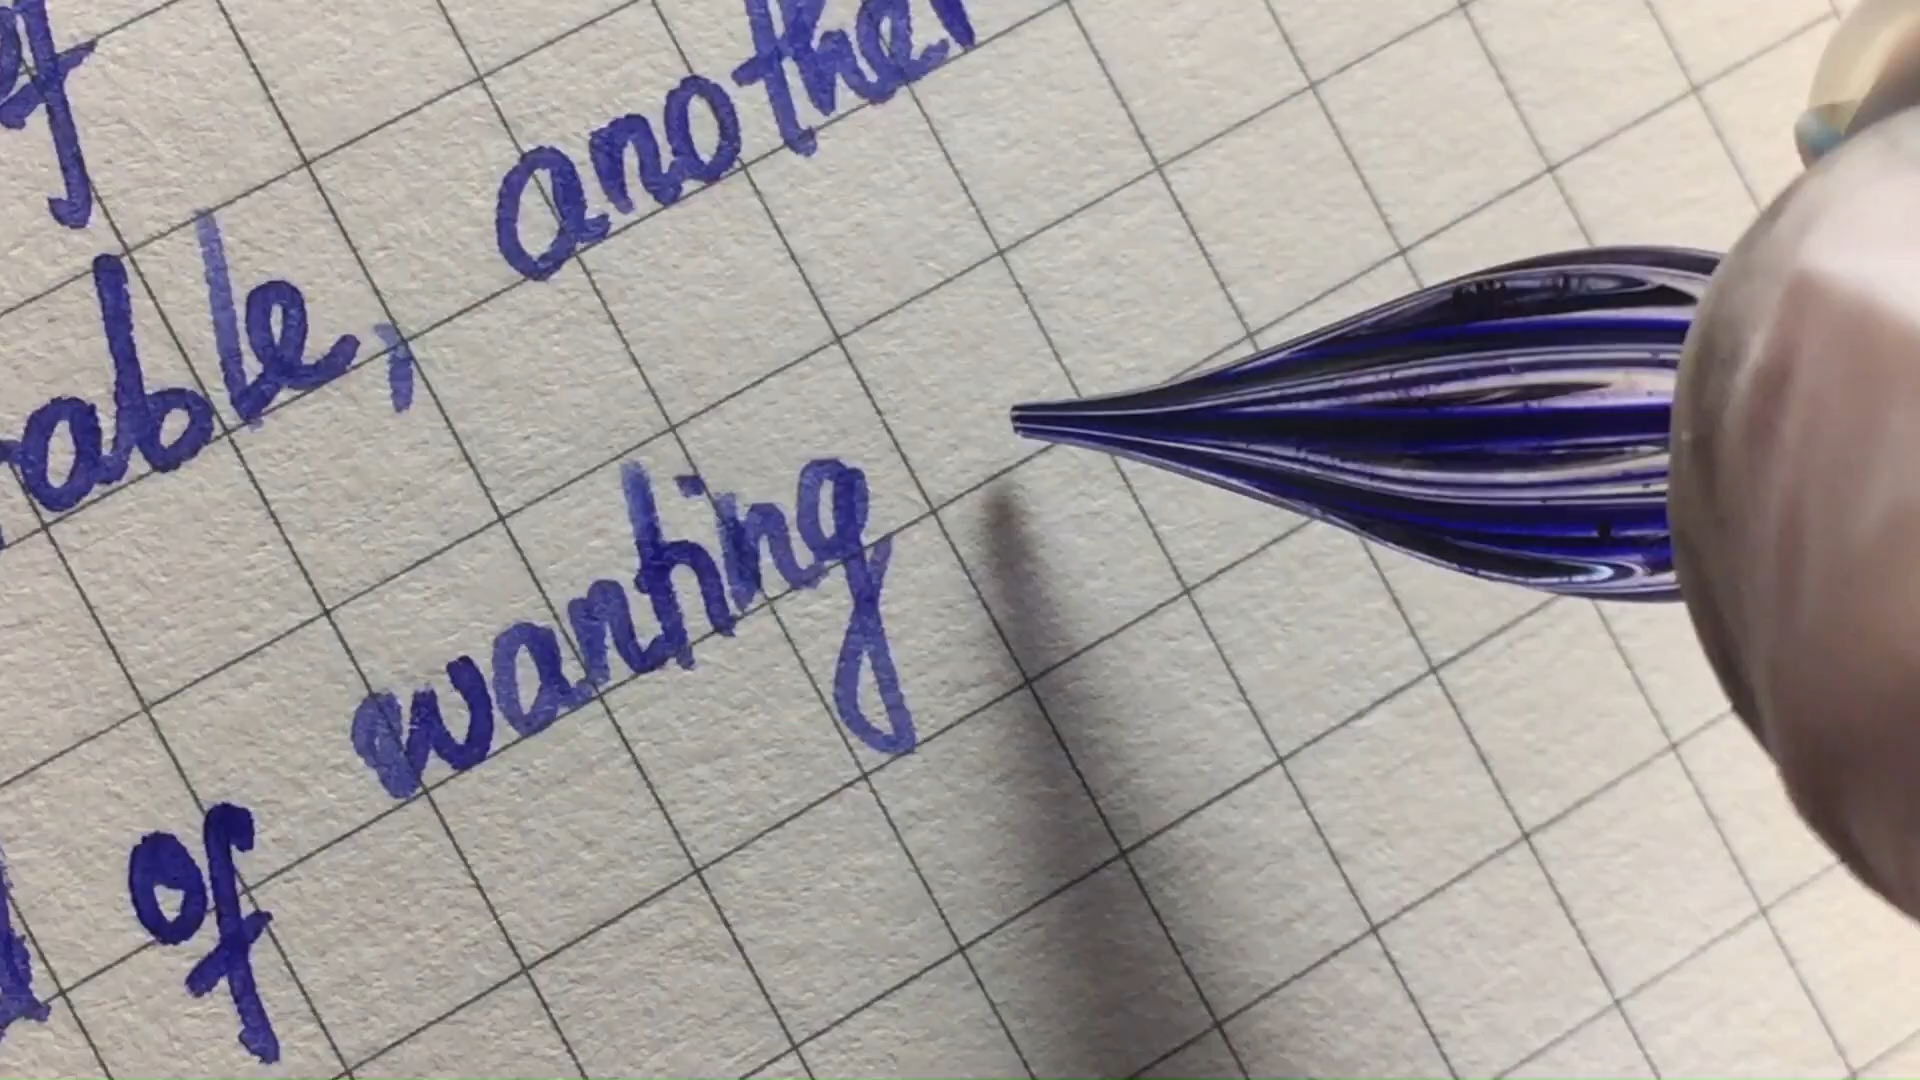 able, another
of wanting